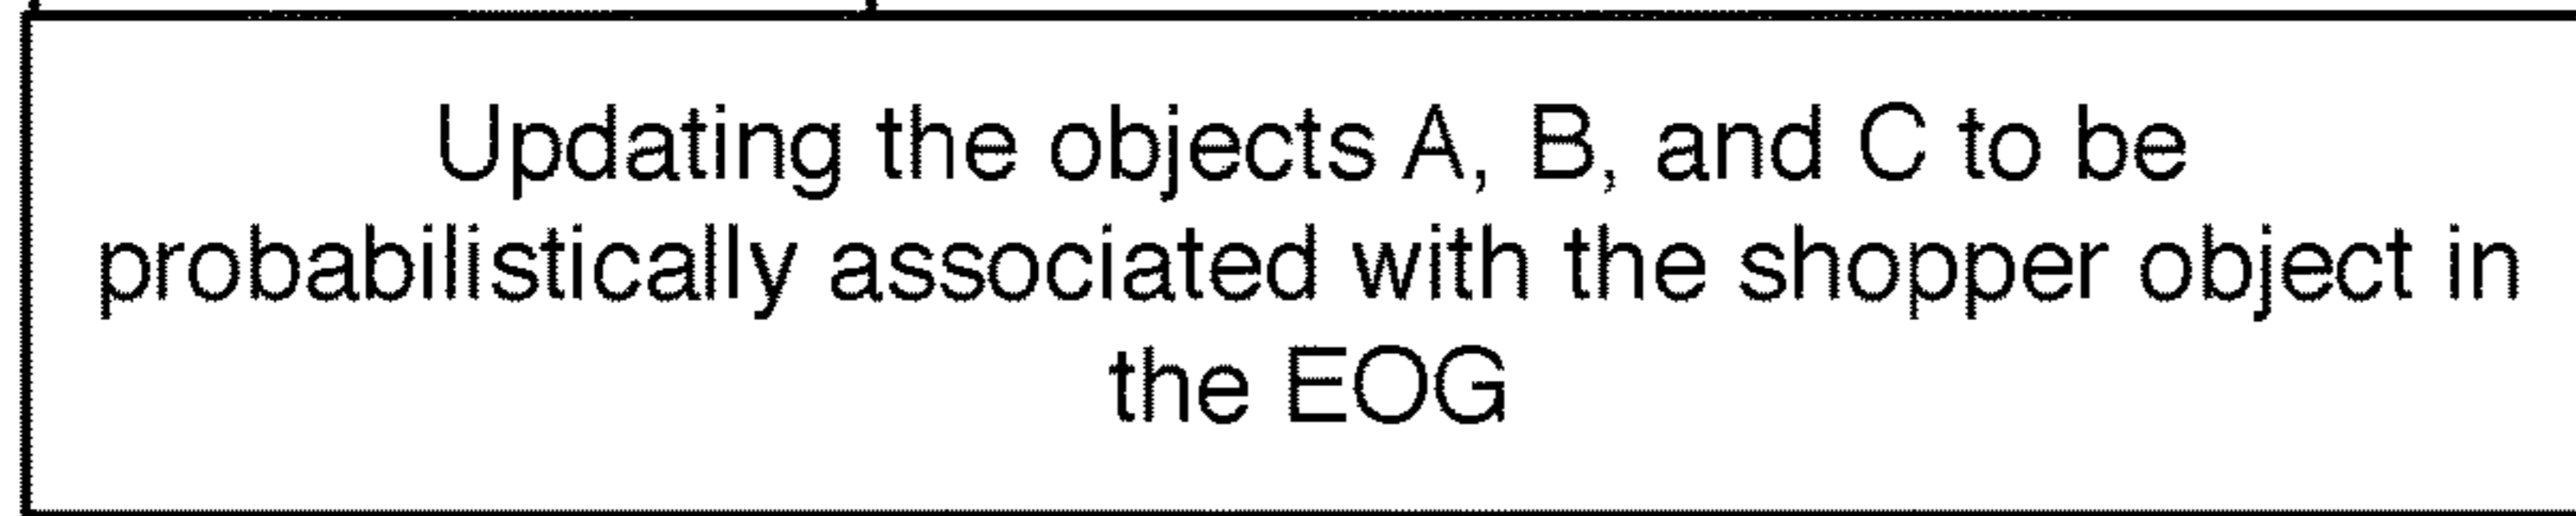 Updating the objects A, B, and C to be
probabilistically associated with the shopper object in
the EOG